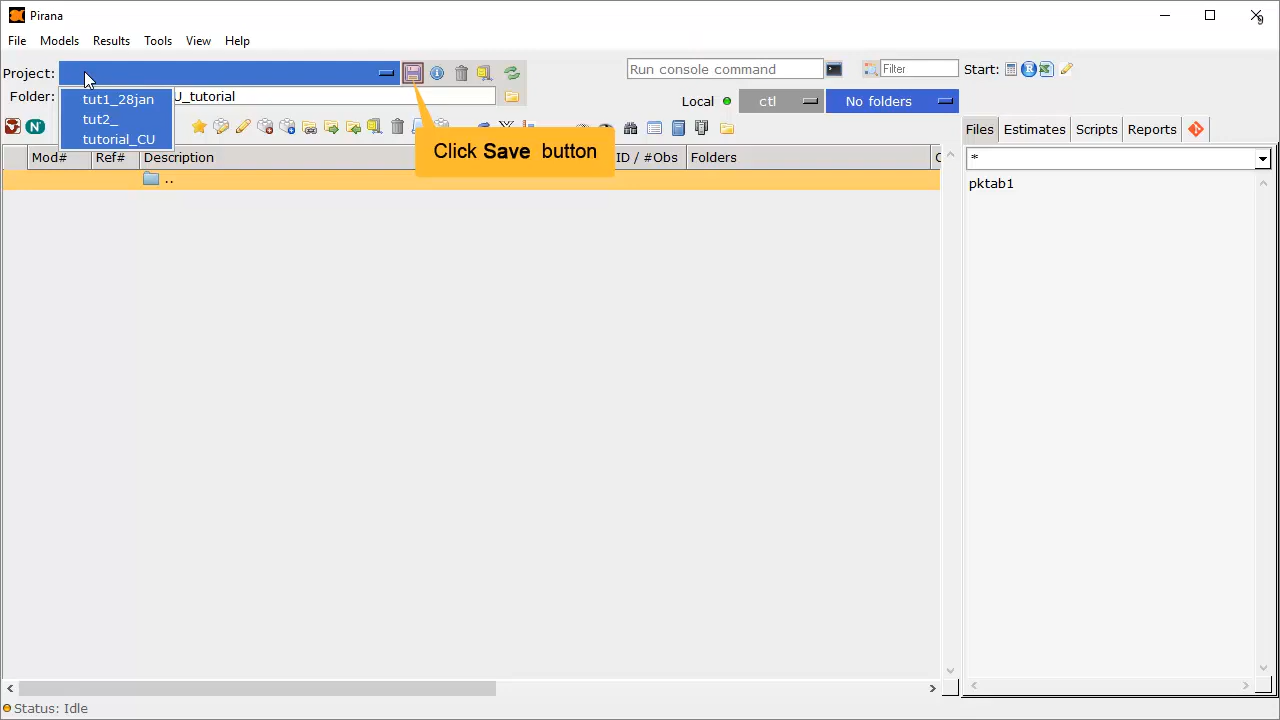 Pirana
File Models Results Tools View Help
Project:
Run console command
Filter
Start:
Folder: U_tutorial
tut1_28jan
tut2_
tutorial_CU
Local ctl No folders
Click Save button
Files Estimates Scripts Reports
Mod# Ref# Description ID / #Obs Folders
*
..
pktab1
Status: Idle